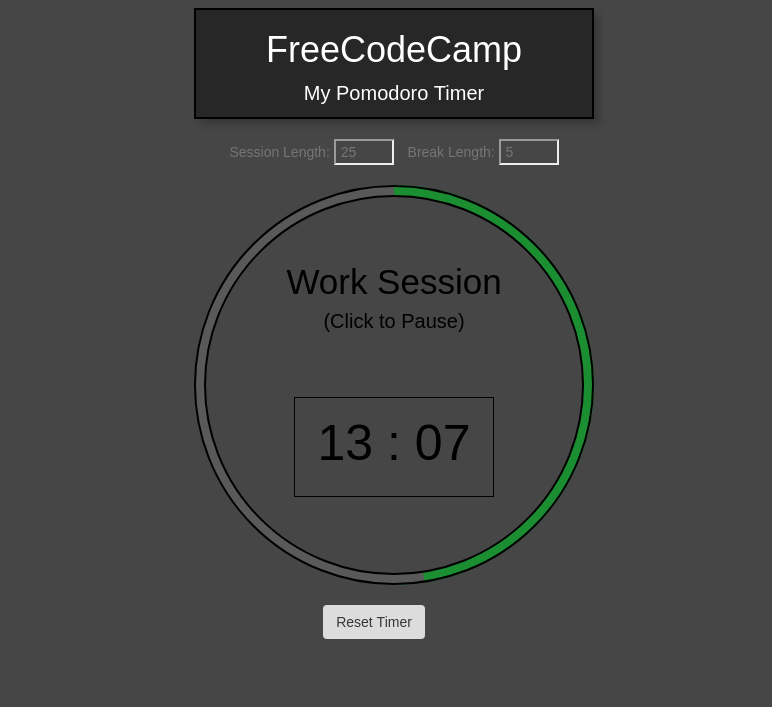 FreeCodeCamp
My Pomodoro Timer
Session Length: 25 Break Length: 5
Work Session
(Click to Pause)
13 : 07
Reset Timer